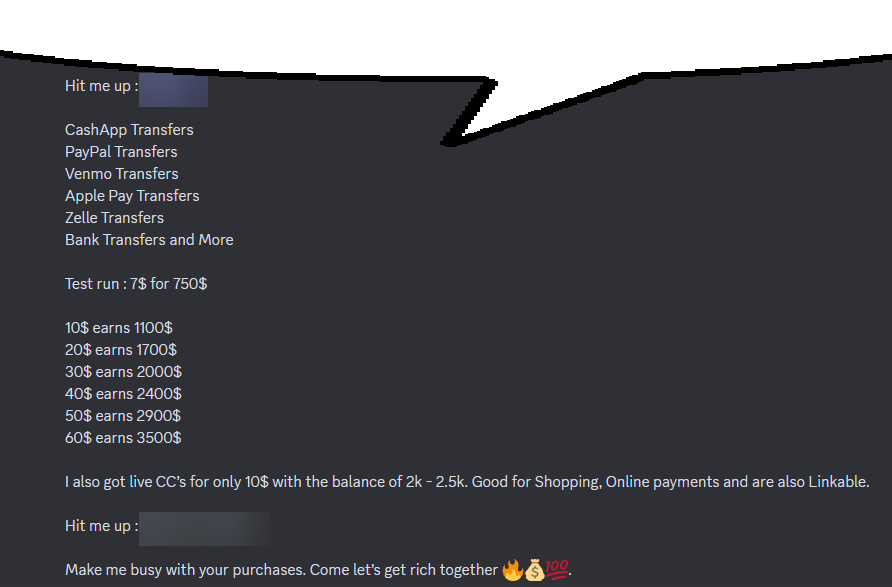 Hit me up :
CashApp Transfers
PayPal Transfers
Venmo Transfers
Apple Pay Transfers
Zelle Transfers
Bank Transfers and More
Test run : 7$ for 750$
10$ earns 1100$
20$ earns 1700$
30$ earns 2000$
40$ earns 2400$
50$ earns 2900$
60$ earns 3500$
I also got live CC’s for only 10$ with the balance of 2k - 2.5k. Good for Shopping, Online payments and are also Linkable.
Hit me up :
Make me busy with your purchases. Come let’s get rich together 🔥💰💯.